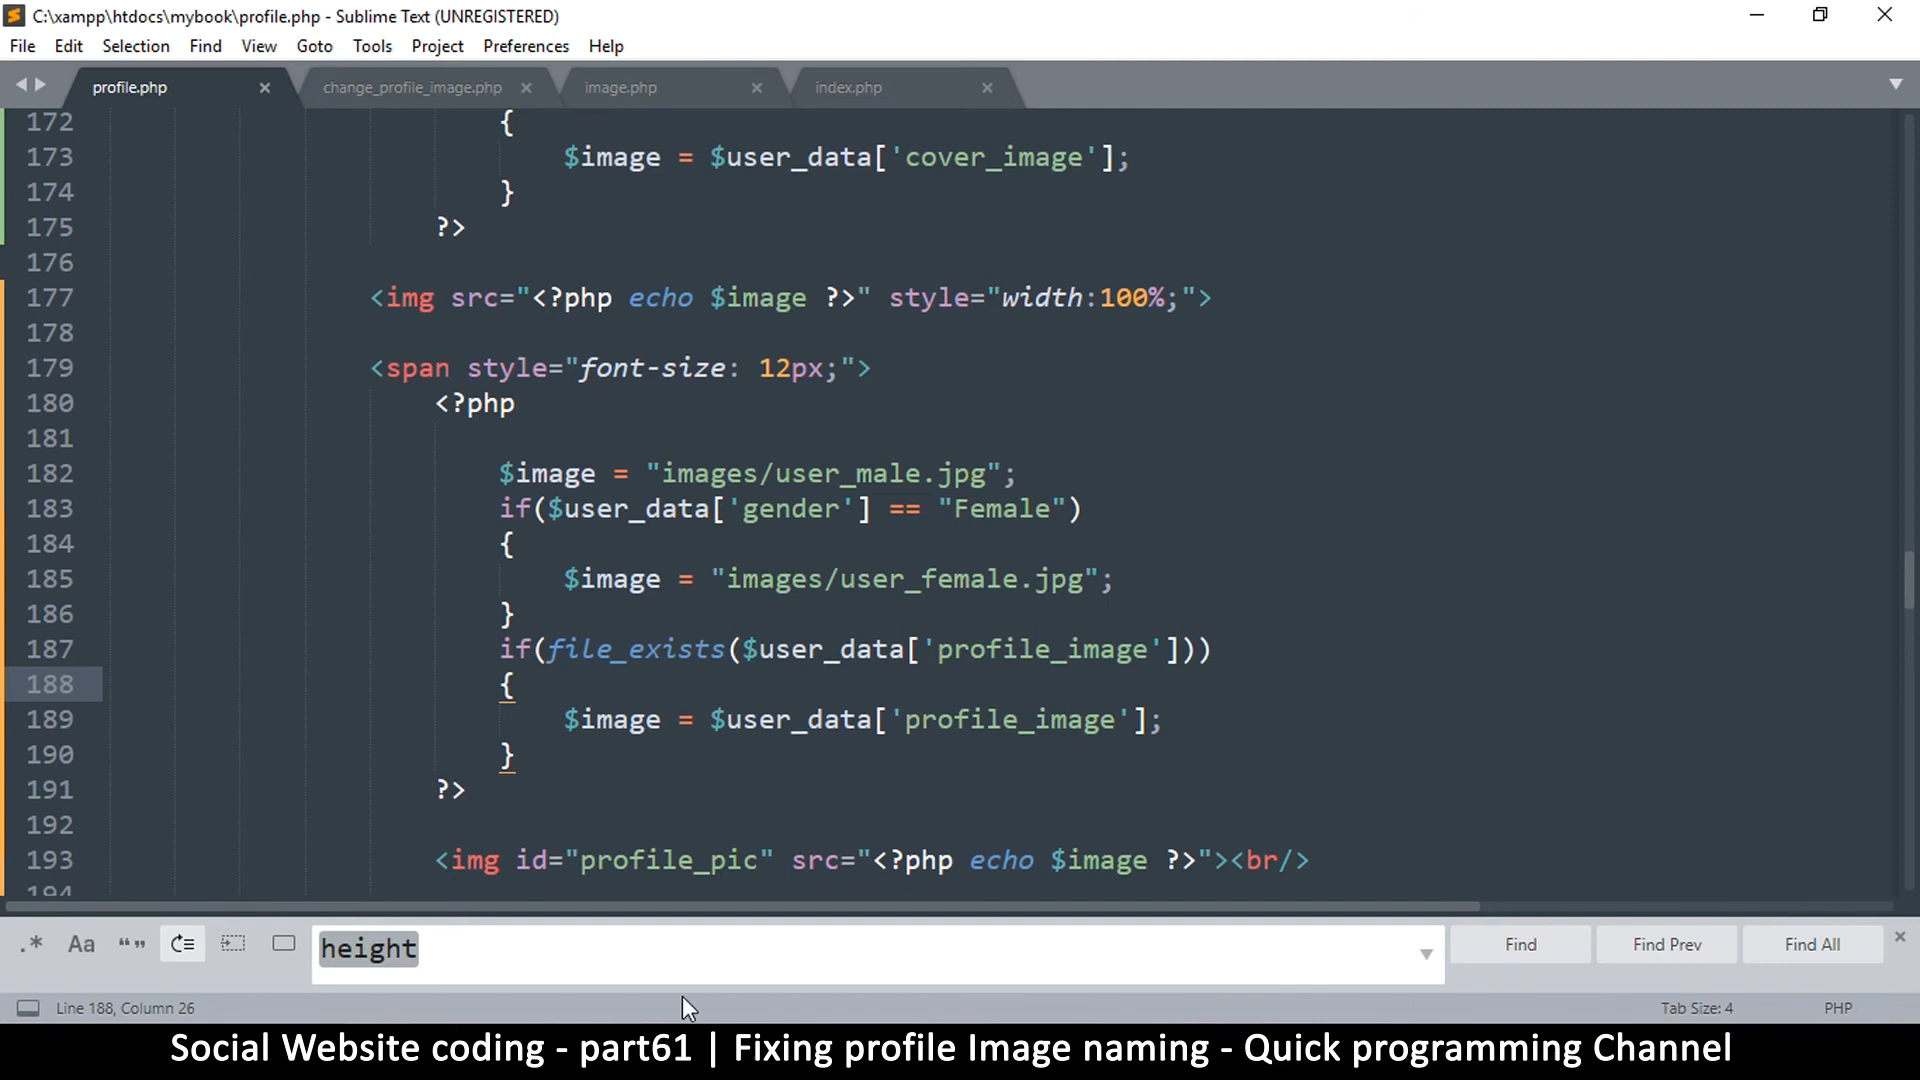 C:\xampp\htdocs\mybook\profile.php - Sublime Text (UNREGISTERED)
File Edit Selection Find View Goto Tools Project Preferences Help
profile.php change_profile_image.php image.php index.php
172 {
173 $image = $user_data['cover_image'];
174 }
175 ?>
176
177 <img src="<?php echo $image ?>" style="width:100%;">
178
179 <span style="font-size: 12px;">
180 <?php
181
182 $image = "images/user_male.jpg";
183 if($user_data['gender'] == "Female")
184 {
185 $image = "images/user_female.jpg";
186 }
187 if(file_exists($user_data['profile_image']))
188 {
189 $image = $user_data['profile_image'];
190 }
191 ?>
192
193 <img id="profile_pic" src="<?php echo $image ?>"><br/>
194
.* Aa “” height Find Find Prev Find All
Line 188, Column 26 Tab Size: 4 PHP
Social Website coding - part61 | Fixing profile Image naming - Quick programming Channel